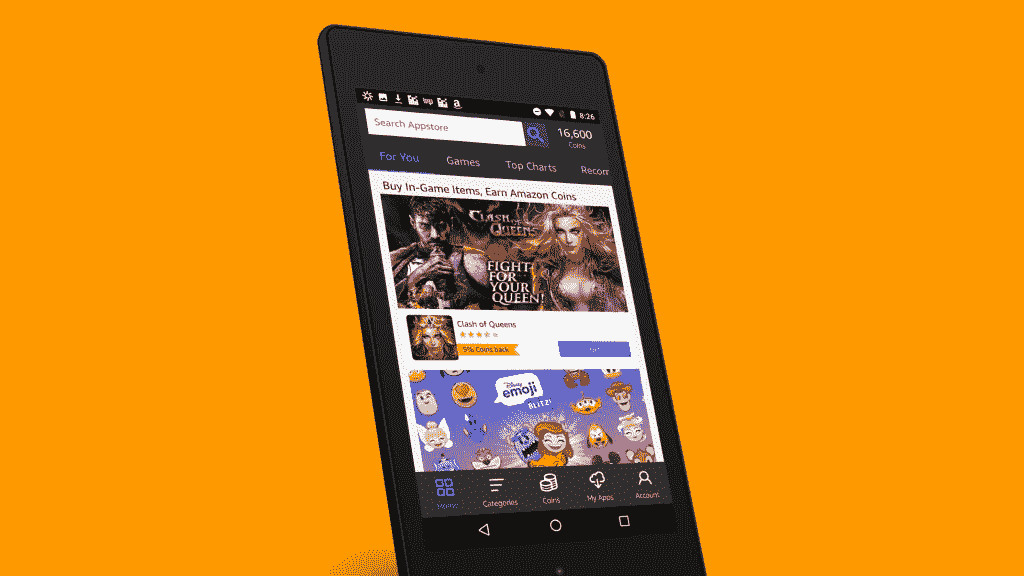 8:26
Search Appstore
16,600
Coins
For You
Games
Top Charts
Recom
Buy In-Game Items, Earn Amazon Coins
CLASH OF
QUEENS
FIGHT
FOR
YOUR
QUEEN!
Clash of Queens
5% Coins back
Disney
emoji
BLITZ!
Home
Categories
Coins
My Apps
Account